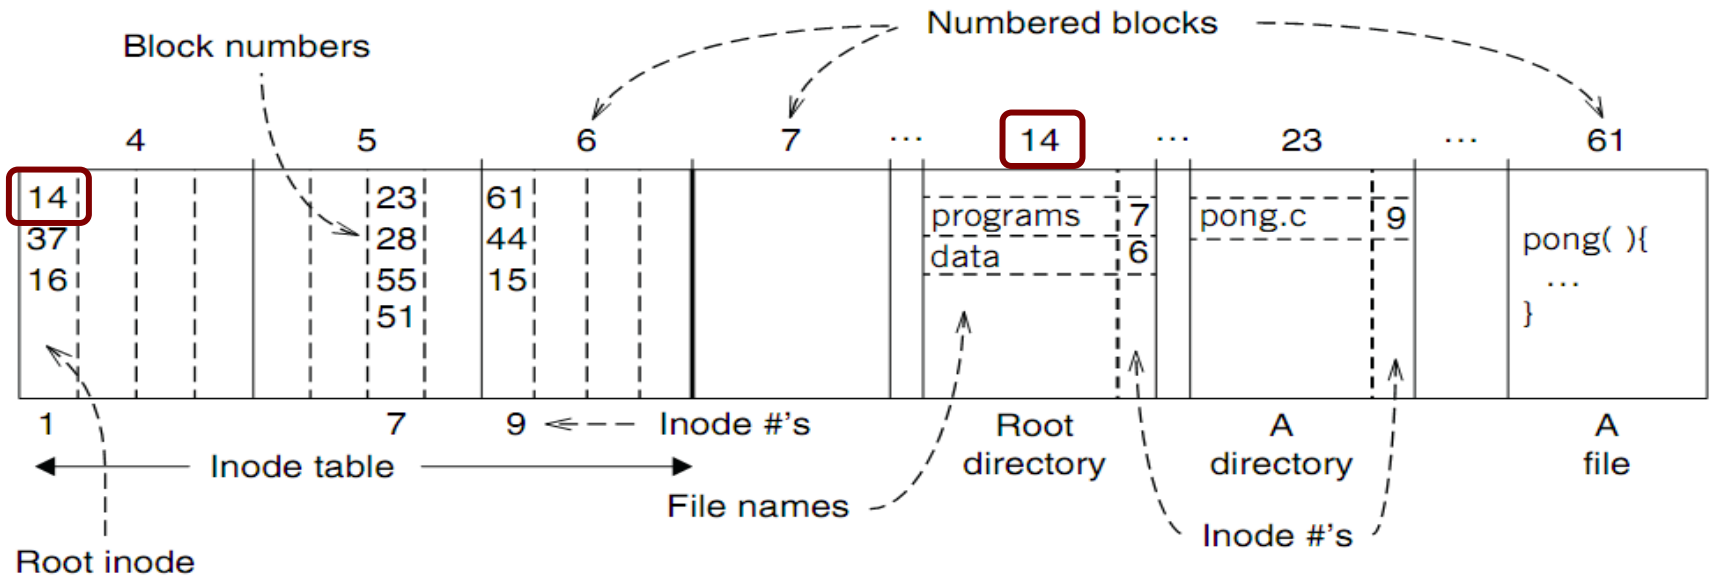 Numbered blocks
Block numbers
4 5 6 7 ... 14 ... 23 ... 61
14 23 61
37 28 44
16 55 15
51
programs 7
data 6
pong.c 9
pong( ){
...
}
1 7 9 Inode #'s
Inode table
Root
directory
A
directory
A
file
File names
Inode #'s
Root inode